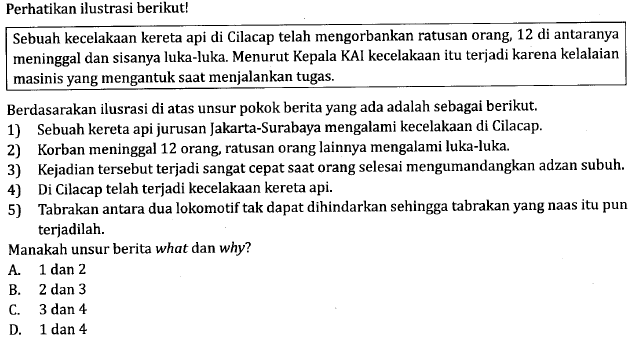 Perhatikan ilustrasi berikut!
Sebuah kecelakaan kereta api di Cilacap telah mengorbankan ratusan orang, 12 di antaranya
meninggal dan sisanya luka-luka. Menurut Kepala KAI kecelakaan itu terjadi karena kelalaian
masinis yang mengantuk saat menjalankan tugas.
Berdasarakan ilusrasi di atas unsur pokok berita yang ada adalah sebagai berikut.
1) Sebuah kereta api jurusan Jakarta-Surabaya mengalami kecelakaan di Cilacap.
2) Korban meninggal 12 orang, ratusan orang lainnya mengalami luka-luka.
3) Kejadian tersebut terjadi sangat cepat saat orang selesai mengumandangkan adzan subuh.
4) Di Cilacap telah terjadi kecelakaan kereta api.
5) Tabrakan antara dua lokomotif tak dapat dihindarkan sehingga tabrakan yang naas itu pun
terjadilah.
Manakah unsur berita what dan why?
A. 1 dan 2
B. 2 dan 3
C. 3 dan 4
D. 1 dan 4